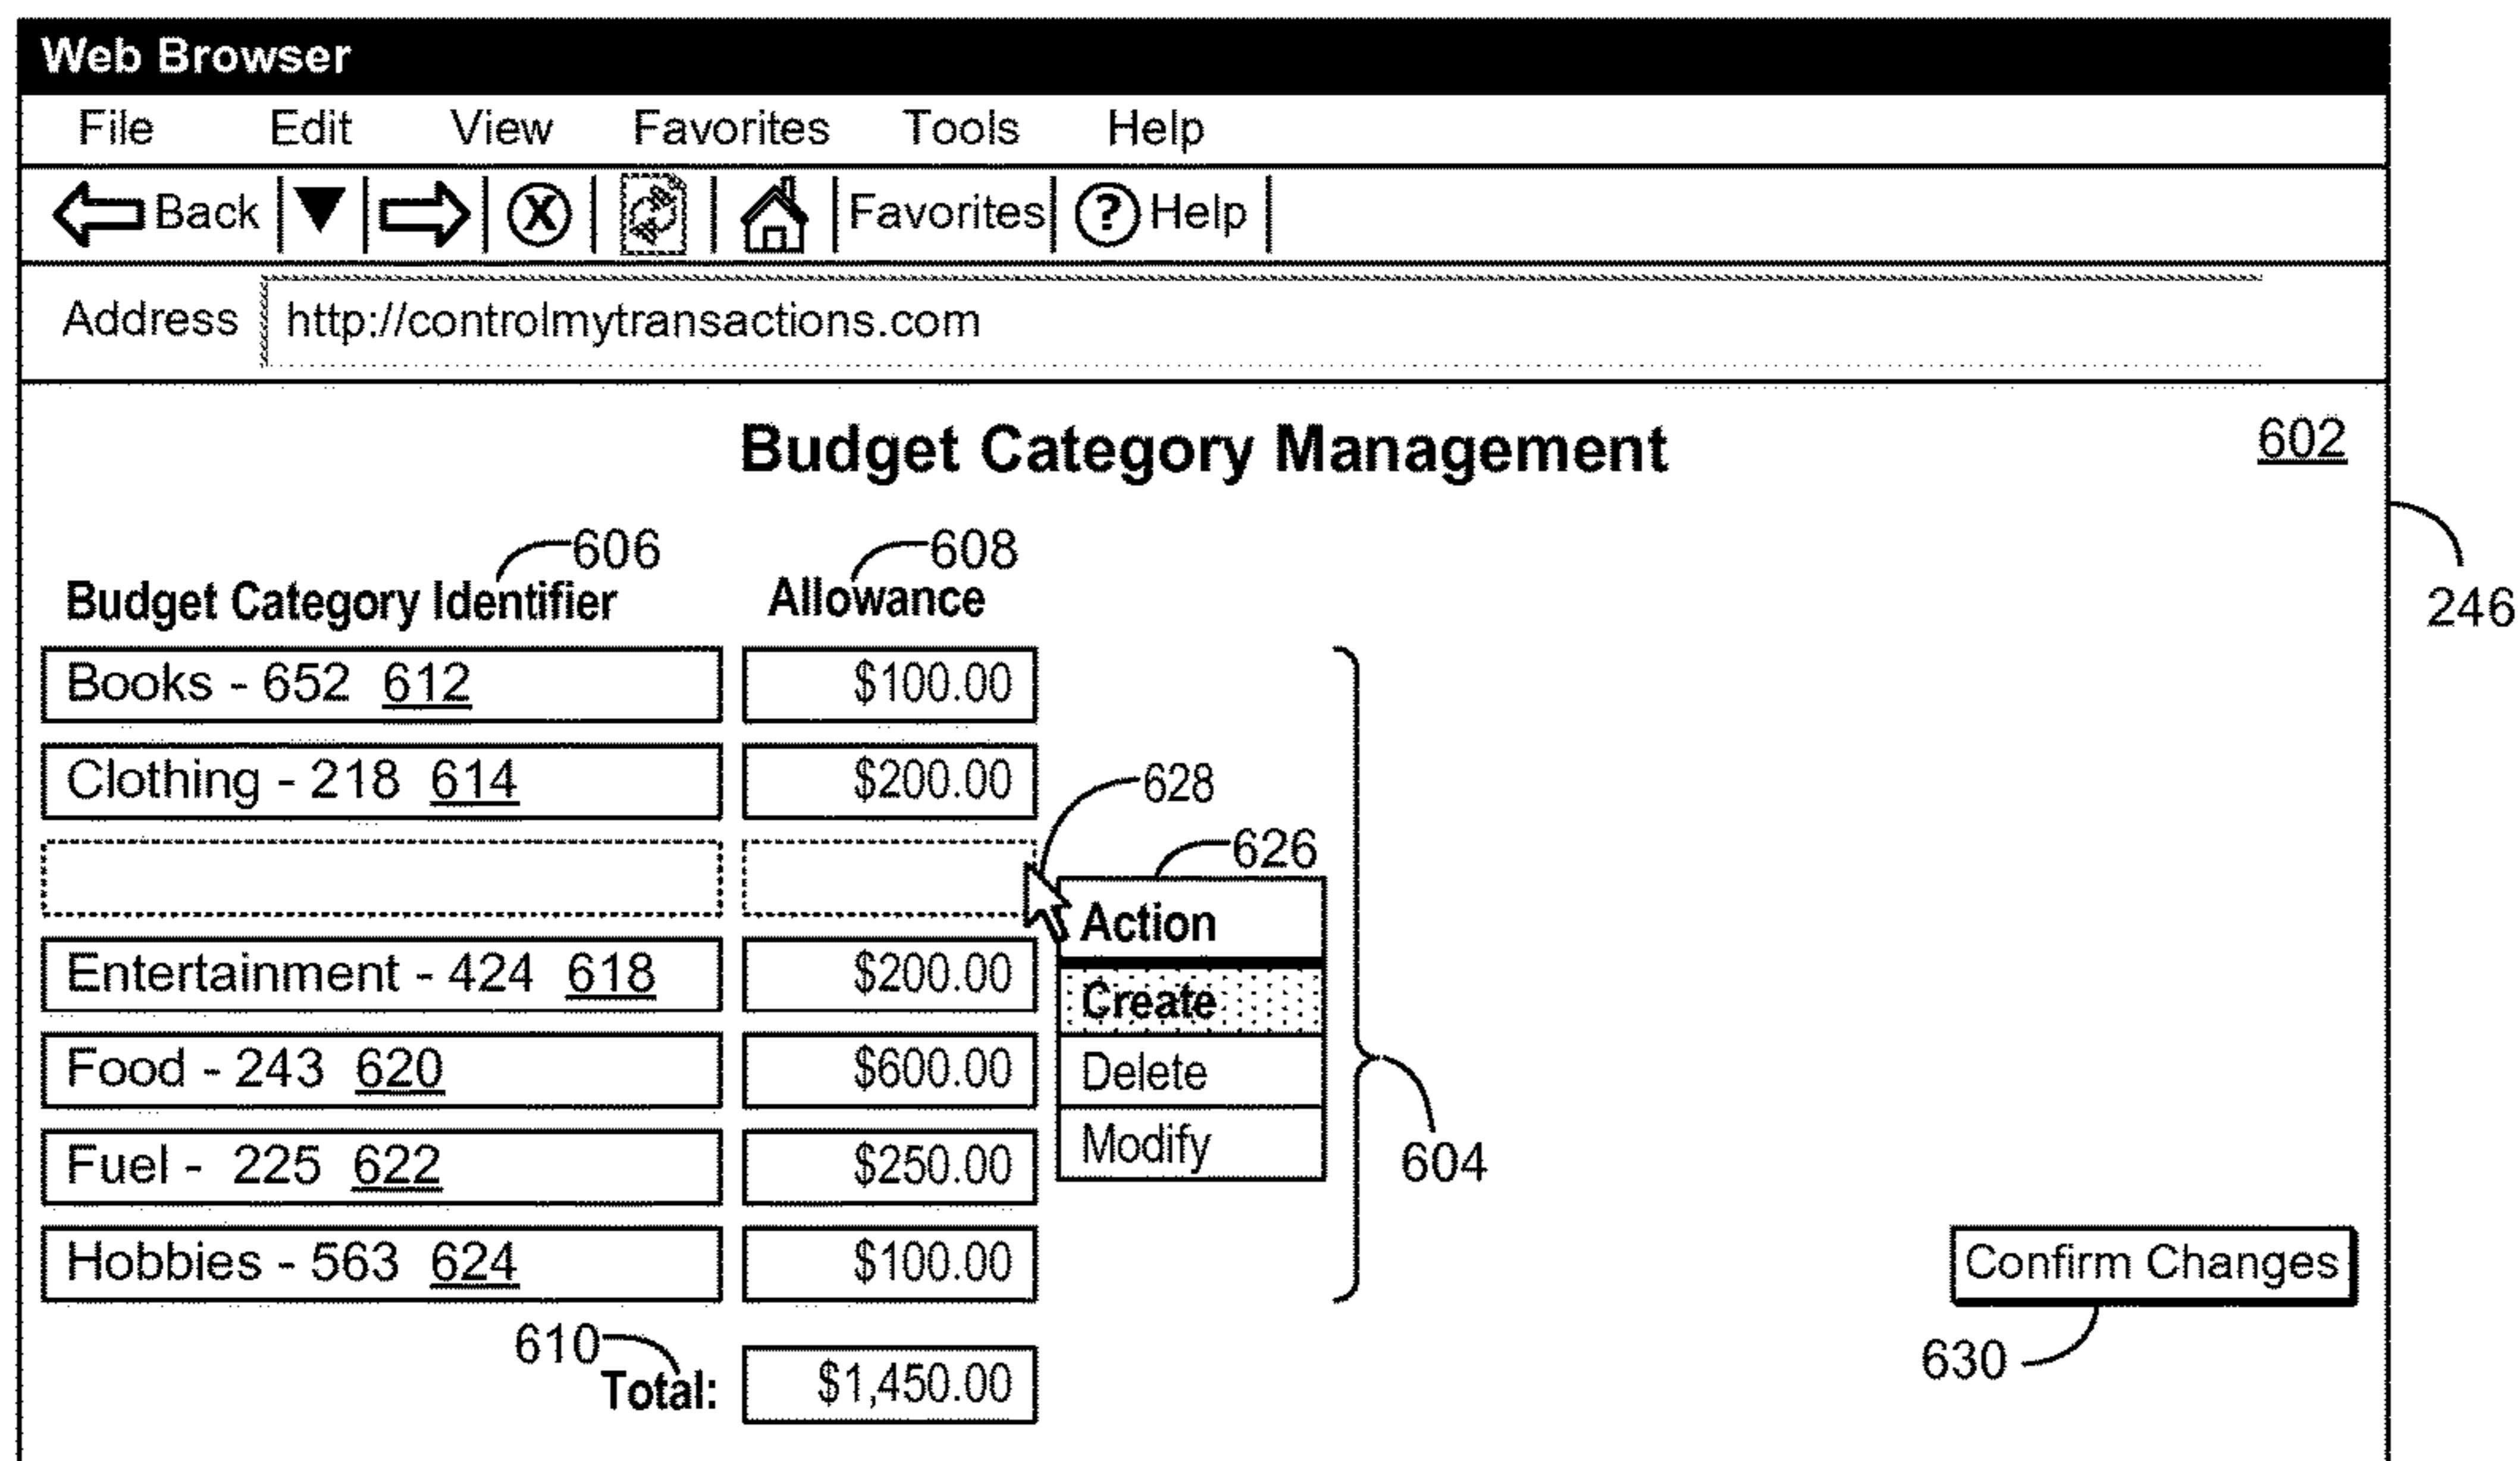 Web Browser
File Edit View Favorites Tools Help
Back X Favorites ? Help
Address http://controlmytransactions.com
Budget Category Management 602
606 608
Budget Category Identifier Allowance 246
Books - 652 612 $100.00
Clothing - 218 614 $200.00 628
626
Action
Entertainment - 424 618 $200.00 Create
Food - 243 620 $600.00 Delete
Fuel - 225 622 $250.00 Modify 604
Hobbies - 563 624 $100.00 Confirm Changes
610 630
Total: $1,450.00